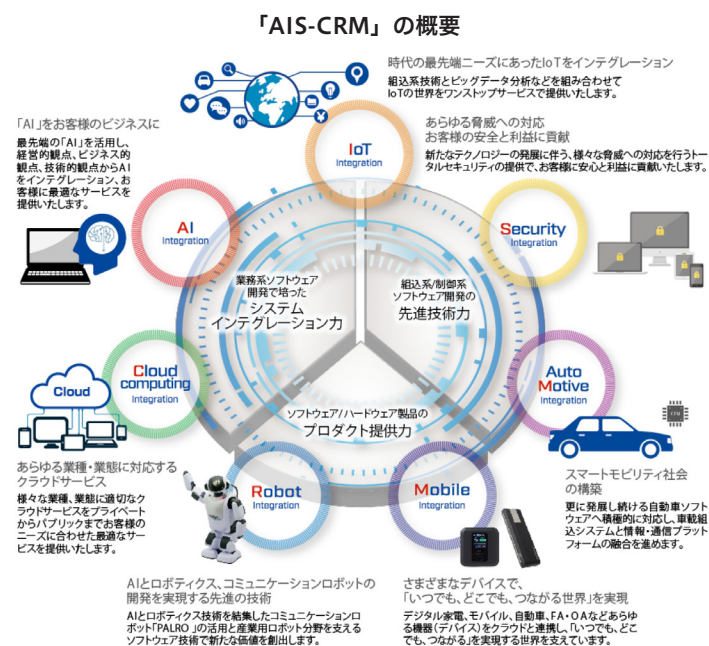 「AIS-CRM」の概要
時代の最先端ニーズにあったIoTをインテグレーション
組込系技術とビッグデータ分析などを組み合わせて
IoTの世界をワンストップサービスで提供いたします。
IoT
Integration
「AI」をお客様のビジネスに
最先端の「AI」を活用し、
経営的観点、ビジネス的
観点、技術的観点からAI
をインテグレーション、お
客様に最適なサービスを
提供いたします。
AI
Integration
あらゆる脅威への対応
お客様の安全と利益に貢献
新たなテクノロジーの発展に伴う、様々な脅威への対応を行うトー
タルセキュリティの提供で、お客様に安心と利益に貢献いたします。
Security
Integration
業務系ソフトウェア
開発で培った
システム
インテグレーション力
組込系/制御系
ソフトウェア開発の
先進技術力
ソフトウェア/ハードウェア製品の
プロダクト提供力
Cloud
computing
Integration
Cloud
あらゆる業種・業態に対応する
クラウドサービス
様々な業種、業態に適切なク
ラウドサービスをプライベート
からパブリックまでお客様の
ニーズに合わせた最適なサー
ビスを提供いたします。
Auto
Motive
Integration
CPU
スマートモビリティ社会
の構築
更に発展し続ける自動車ソフト
ウェアへ積極的に対応し、車載組
込システムと情報・通信プラット
フォームの融合を進めます。
Robot
Integration
AIとロボティクス、コミュニケーションロボットの
開発を実現する先進の技術
AIとロボティクス技術を結集したコミュニケーションロ
ボット「PALRO」の活用と産業用ロボット分野を支える
ソフトウェア技術で新たな価値を創出します。
Mobile
Integration
さまざまなデバイスで、
「いつでも、どこでも、つながる世界」を実現
デジタル家電、モバイル、自動車、FA・OAなどあらゆ
る機器(デバイス)をクラウドと連携し、「いつでも、どこ
でも、つながる」を実現する世界を支えています。